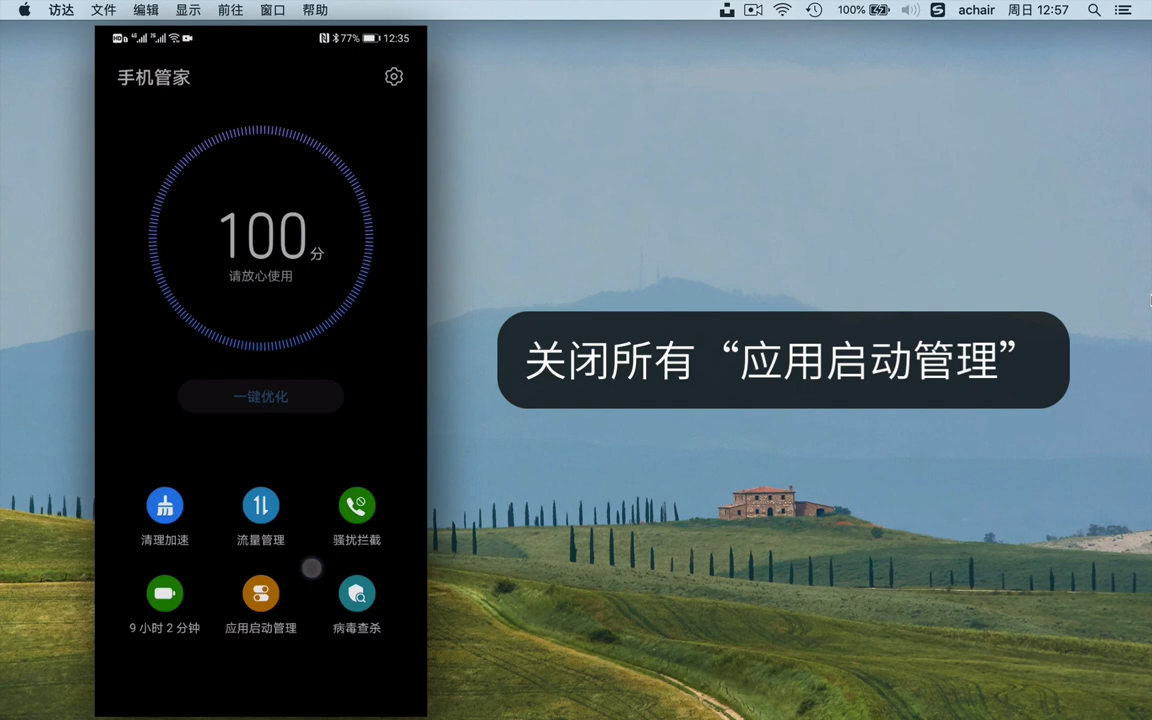 访达 文件 编辑 显示 前往 窗口 帮助 100% achair 周日 12:57
77% 12:35
手机管家
100分
请放心使用
一键优化
关闭所有“应用启动管理”
清理加速 流量管理 骚扰拦截
9 小时 2 分钟 应用启动管理 病毒查杀